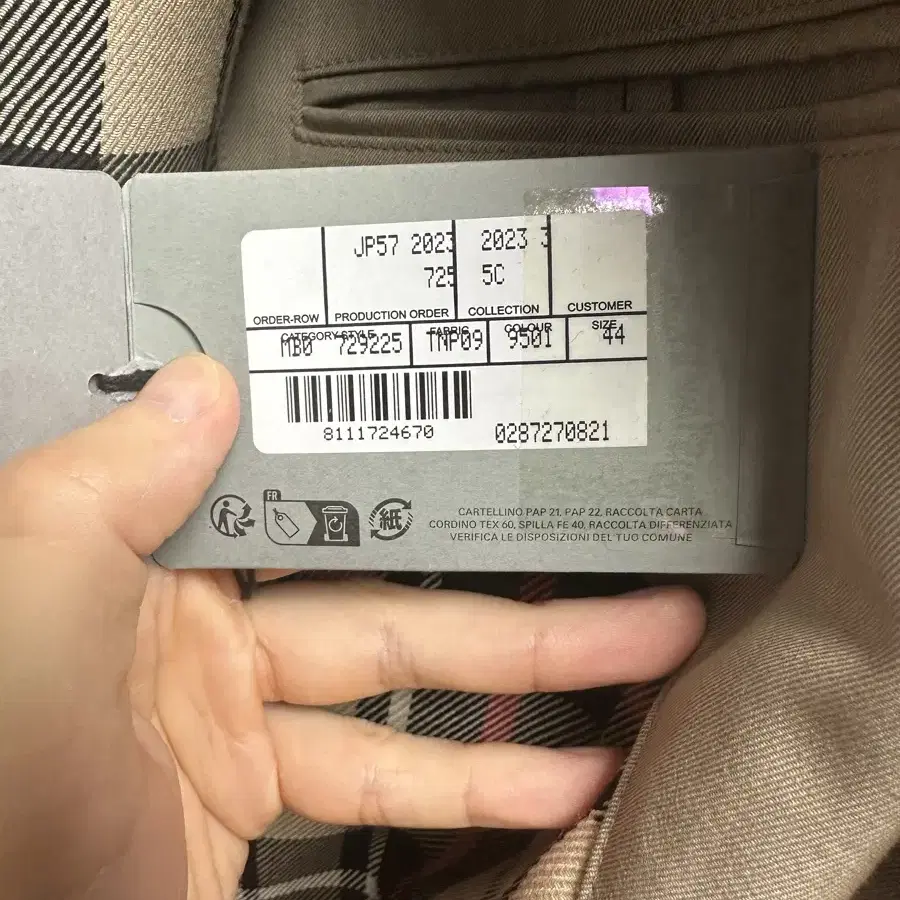 JP57 2023 2023 3
725 5C
ORDER-ROW PRODUCTION ORDER COLLECTION CUSTOMER
CATEGORY-STYLE FABRIC COLOUR SIZE
MB0 729225 TNP09 9501 44
8111724670 0287270821
FR
紙
CARTELLINO PAP 21, PAP 22, RACCOLTA CARTA
CORDINO TEX 60, SPILLA FE 40, RACCOLTA DIFFERENZIATA
VERIFICA LE DISPOSIZIONI DEL TUO COMUNE